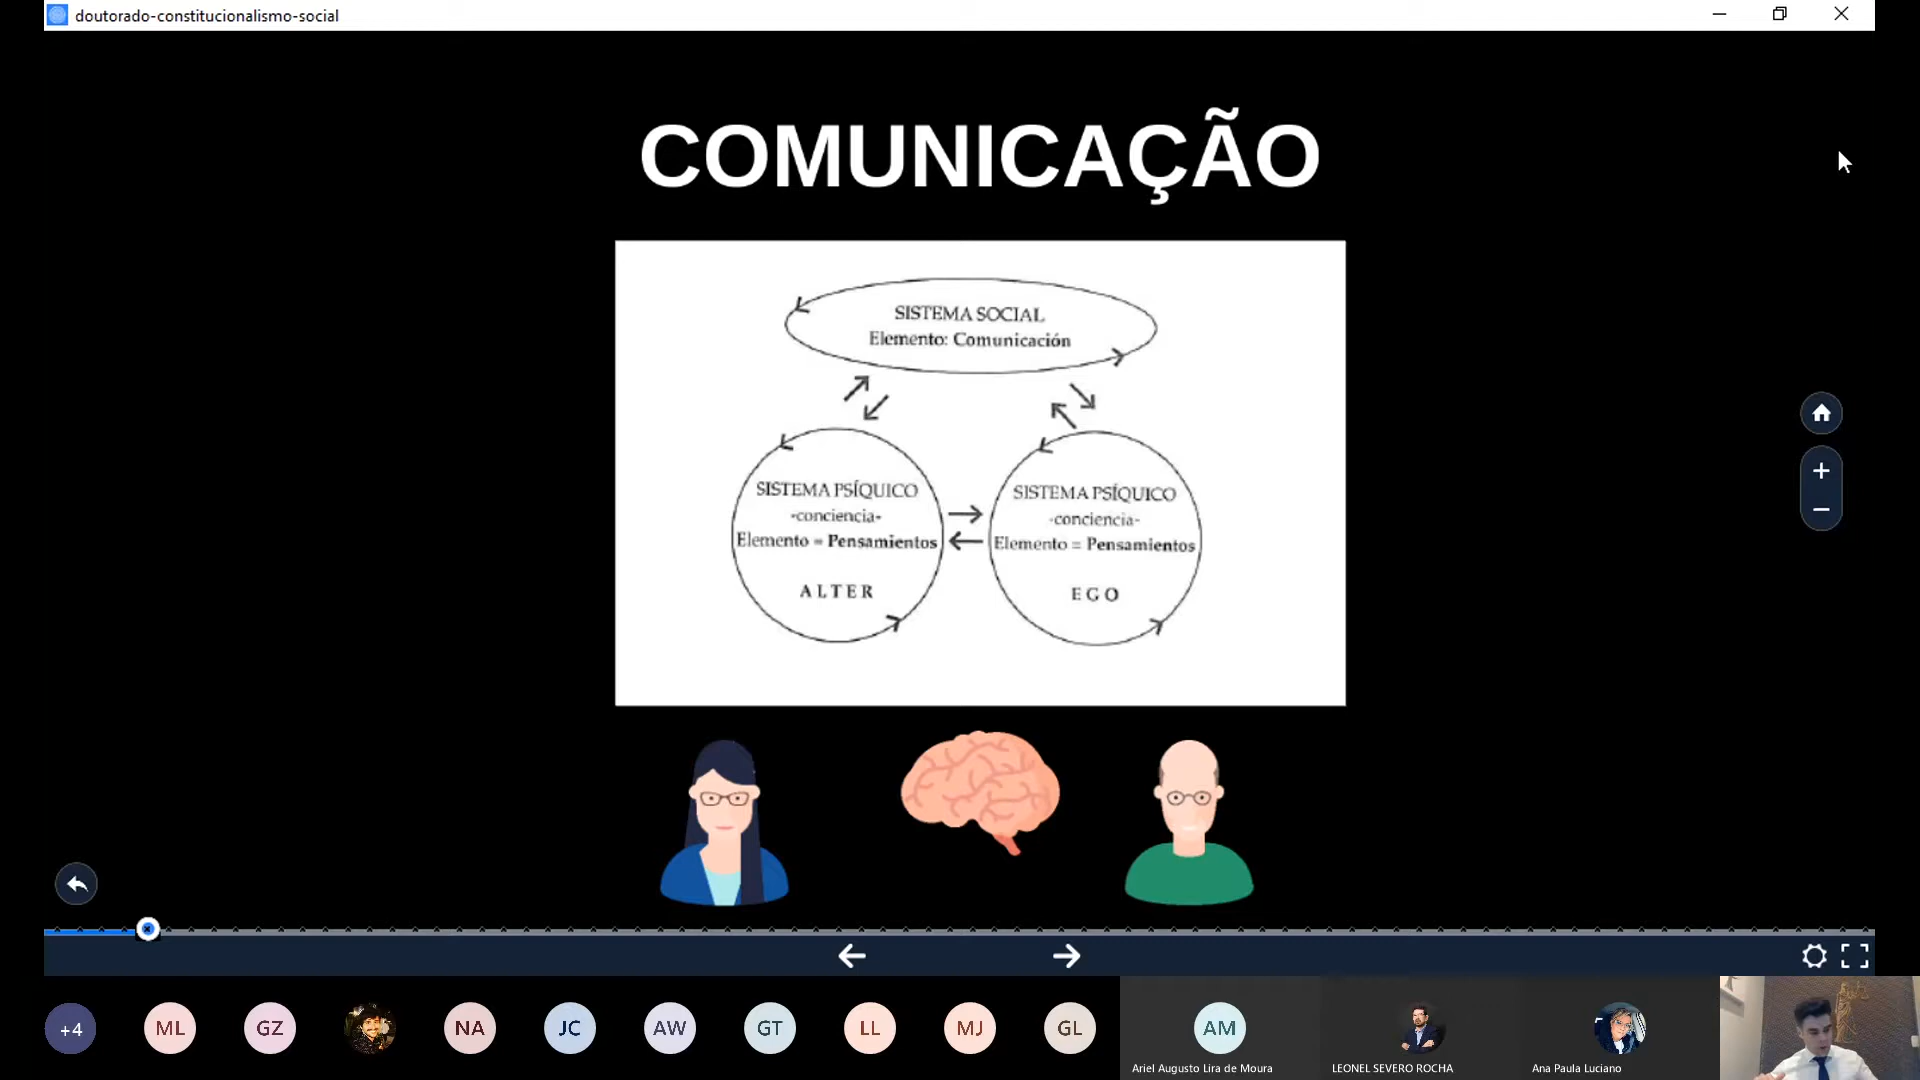 doutorado-constitucionalismo-social
COMUNICAÇÃO
SISTEMA SOCIAL
Elemento: Comunicación
SISTEMA PSÍQUICO
-conciencia-
Elemento = Pensamientos
ALTER
SISTEMA PSÍQUICO
-conciencia-
Elemento = Pensamientos
EGO
+4
ML
GZ
NA
JC
AW
GT
LL
MJ
GL
AM
Ariel Augusto Lira de Moura
LEONEL SEVERO ROCHA
Ana Paula Luciano